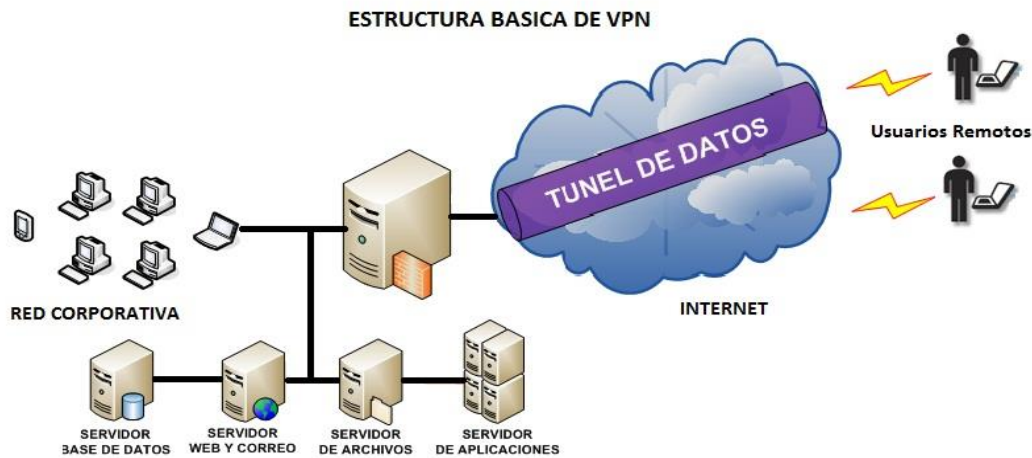 ESTRUCTURA BASICA DE VPN
TUNEL DE DATOS
Usuarios Remotos
RED CORPORATIVA
INTERNET
SERVIDOR
BASE DE DATOS
SERVIDOR
WEB Y CORREO
SERVIDOR
DE ARCHIVOS
SERVIDOR
DE APLICACIONES